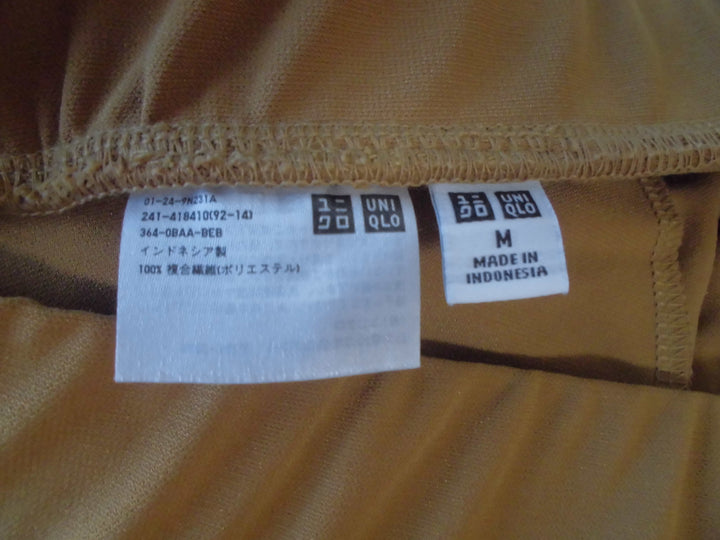 01-24-9N231A
241-418410(92-14)
364-0BAA-BEB
インドネシア製
100% 複合繊維(ポリエステル)
ユニ
クロ
UNI
QLO
ユニ
クロ
UNI
QLO
M
MADE IN
INDONESIA